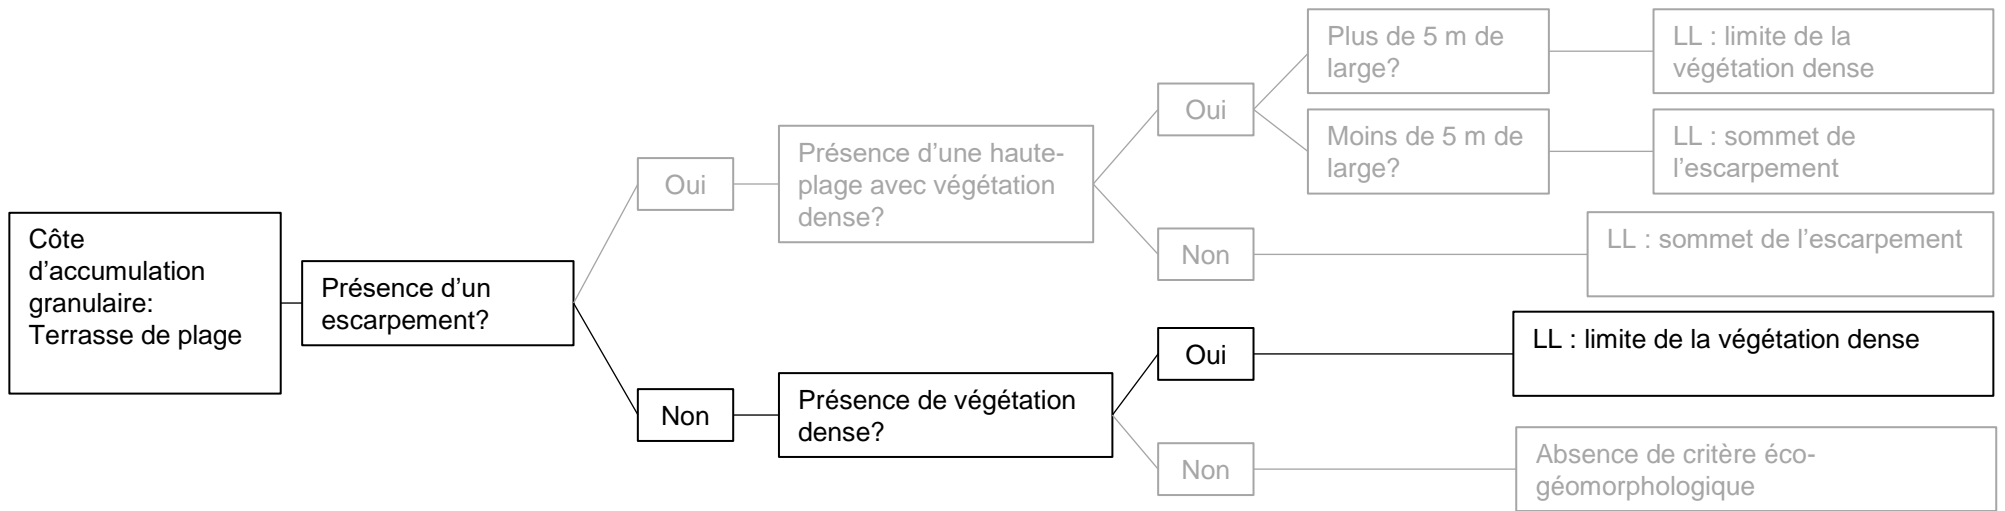 Côte
d’accumulation
granulaire:
Terrasse de plage
Présence d’un
escarpement?
Oui
Présence d’une haute-
plage avec végétation
dense?
Oui
Plus de 5 m de
large?
LL : limite de la
végétation dense
Moins de 5 m de
large?
LL : sommet de
l’escarpement
Non
LL : sommet de l’escarpement
Non
Présence de végétation
dense?
Oui
LL : limite de la végétation dense
Non
Absence de critère éco-
géomorphologique